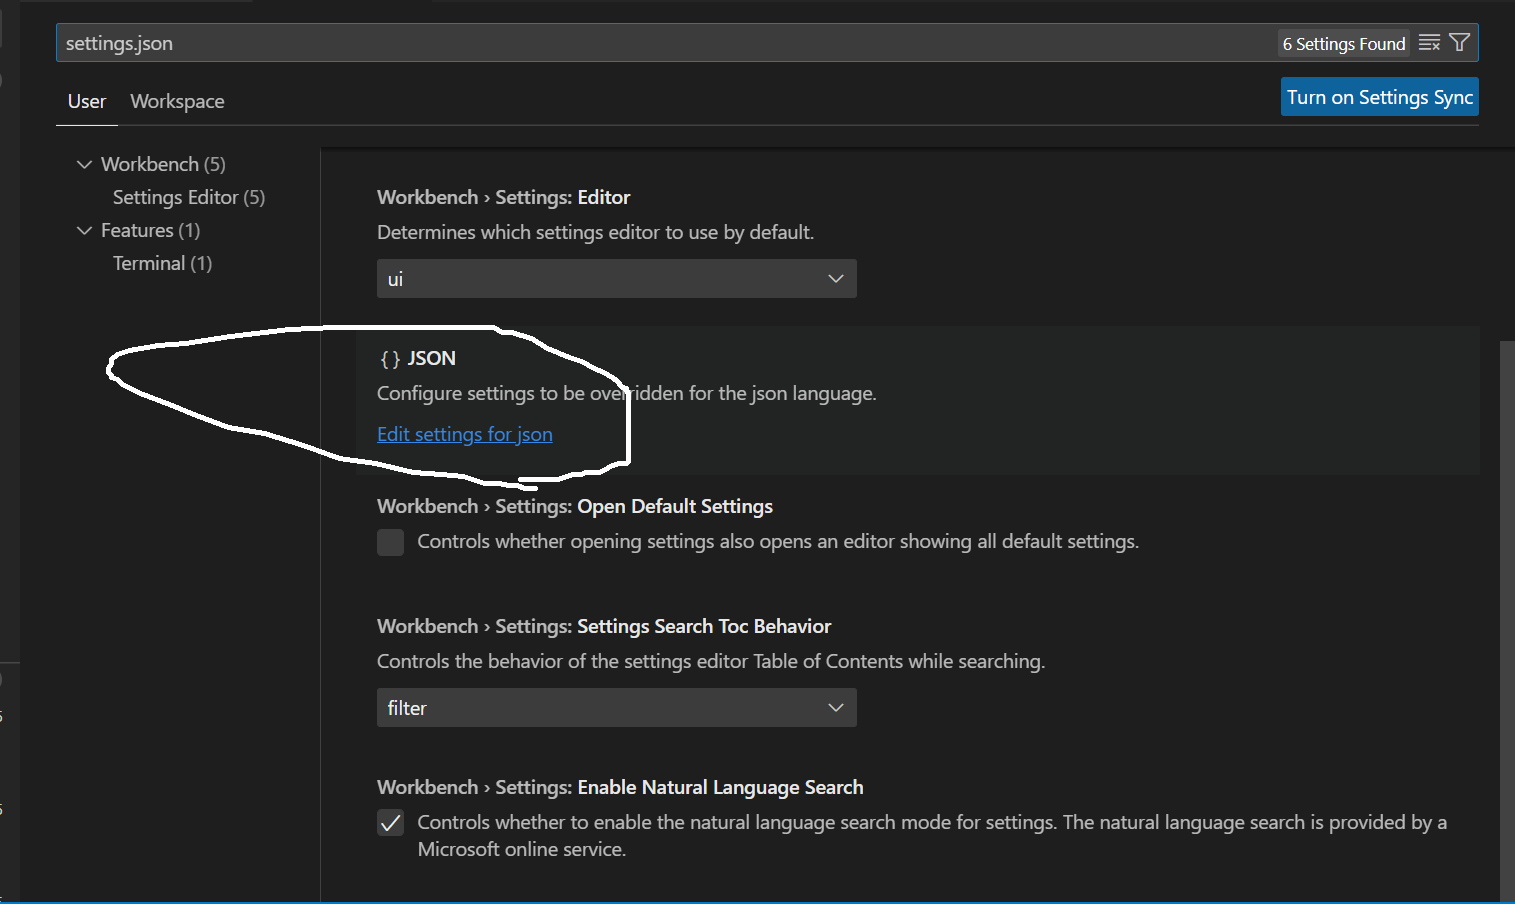 settings.json
6 Settings Found
User Workspace
Turn on Settings Sync
Workbench (5)
Settings Editor (5)
Features (1)
Terminal (1)
Workbench › Settings: Editor
Determines which settings editor to use by default.
ui
{ } JSON
Configure settings to be overridden for the json language.
Edit settings for json
Workbench › Settings: Open Default Settings
Controls whether opening settings also opens an editor showing all default settings.
Workbench › Settings: Settings Search Toc Behavior
Controls the behavior of the settings editor Table of Contents while searching.
filter
Workbench › Settings: Enable Natural Language Search
Controls whether to enable the natural language search mode for settings. The natural language search is provided by a
Microsoft online service.